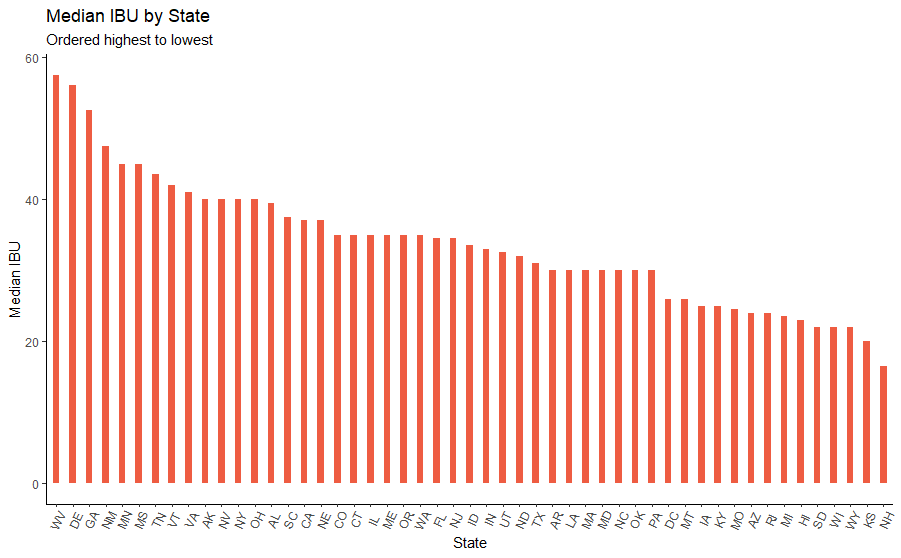 Median IBU by State
Ordered highest to lowest
60
40
20
0
Median IBU
WV DE GA NM MN MS TN VT VA AK NV NY OH AL SC CA NE CO CT IL ME OR WA FL NJ ID IN UT ND TX AR LA MA MD NC OK PA DC MT IA KY MO AZ RI MI HI SD WI WY KS NH
State